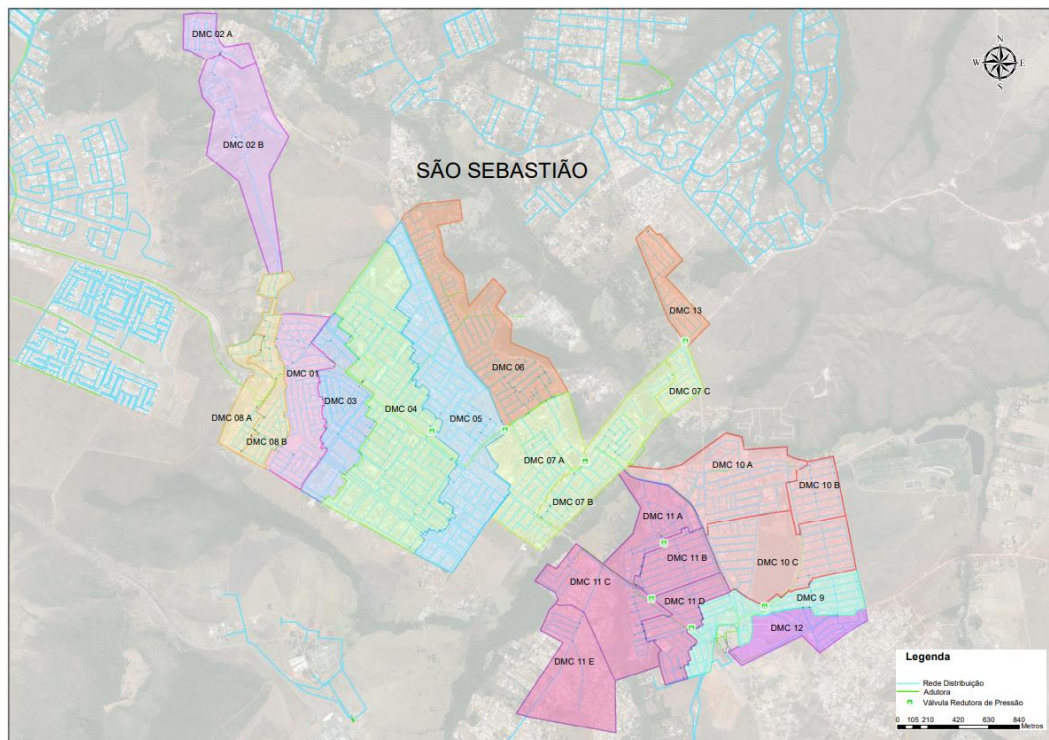 DMC 02 A
N
W E
S
DMC 02 B
SÃO SEBASTIÃO
DMC 13
DMC 06
DMC 01
DMC 07 C
DMC 03
DMC 04
DMC 08 A
DMC 05
DMC 08 B
DMC 07 A
DMC 10 A
DMC 10 B
DMC 07 B
DMC 11 A
DMC 11 B
DMC 10 C
DMC 11 C
DMC 9
DMC 11 D
DMC 12
DMC 11 E
Legenda
Rede Distribuição
Adutora
Válvula Redutora de Pressão
0 105 210 420 630 840
Metros